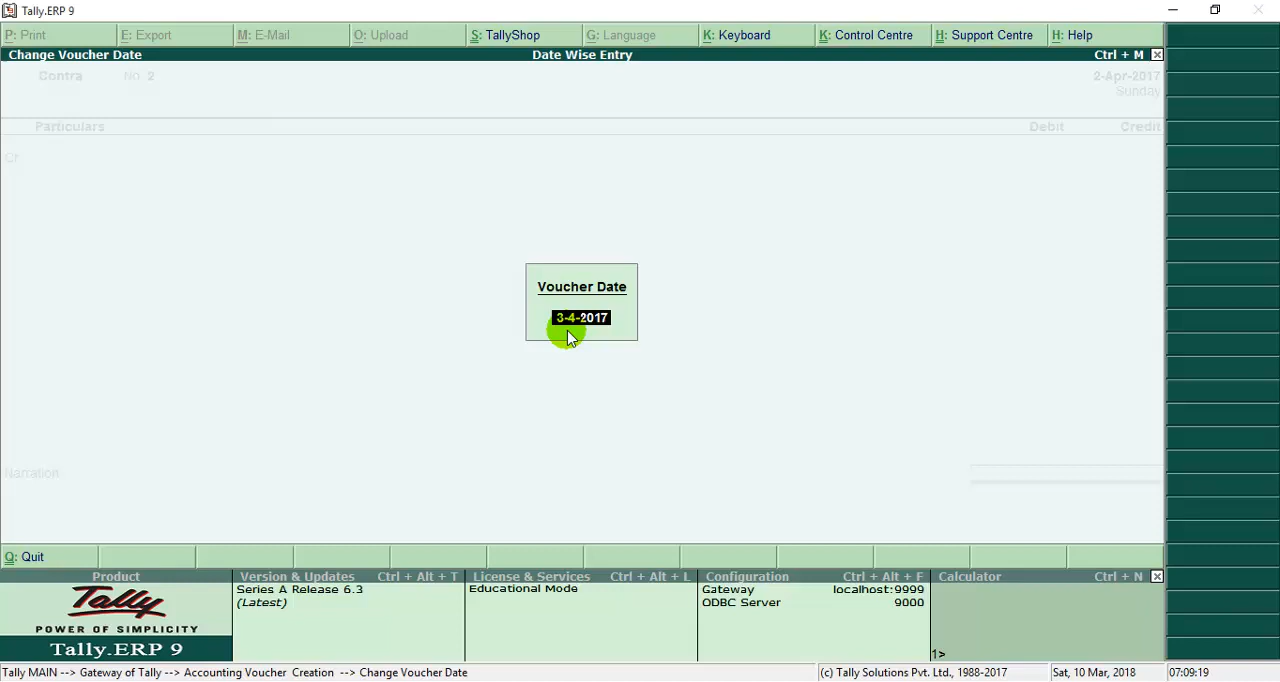 Tally.ERP 9
P: Print E: Export M: E-Mail O: Upload S: TallyShop G: Language K: Keyboard K: Control Centre H: Support Centre H: Help
Change Voucher Date Date Wise Entry Ctrl + M
Contra No. 2 2-Apr-2017
Sunday
Particulars Debit Credit
Cr
Voucher Date
3-4-2017
Narration
Q: Quit
Product Version & Updates Ctrl + Alt + T License & Services Ctrl + Alt + L Configuration Ctrl + Alt + F Calculator Ctrl + N
Series A Release 6.3 Educational Mode Gateway localhost:9999
(Latest) ODBC Server 9000
Tally
POWER OF SIMPLICITY
Tally.ERP 9
1>
Tally MAIN --> Gateway of Tally --> Accounting Voucher Creation --> Change Voucher Date (c) Tally Solutions Pvt. Ltd., 1988-2017 Sat, 10 Mar, 2018 07:09:19